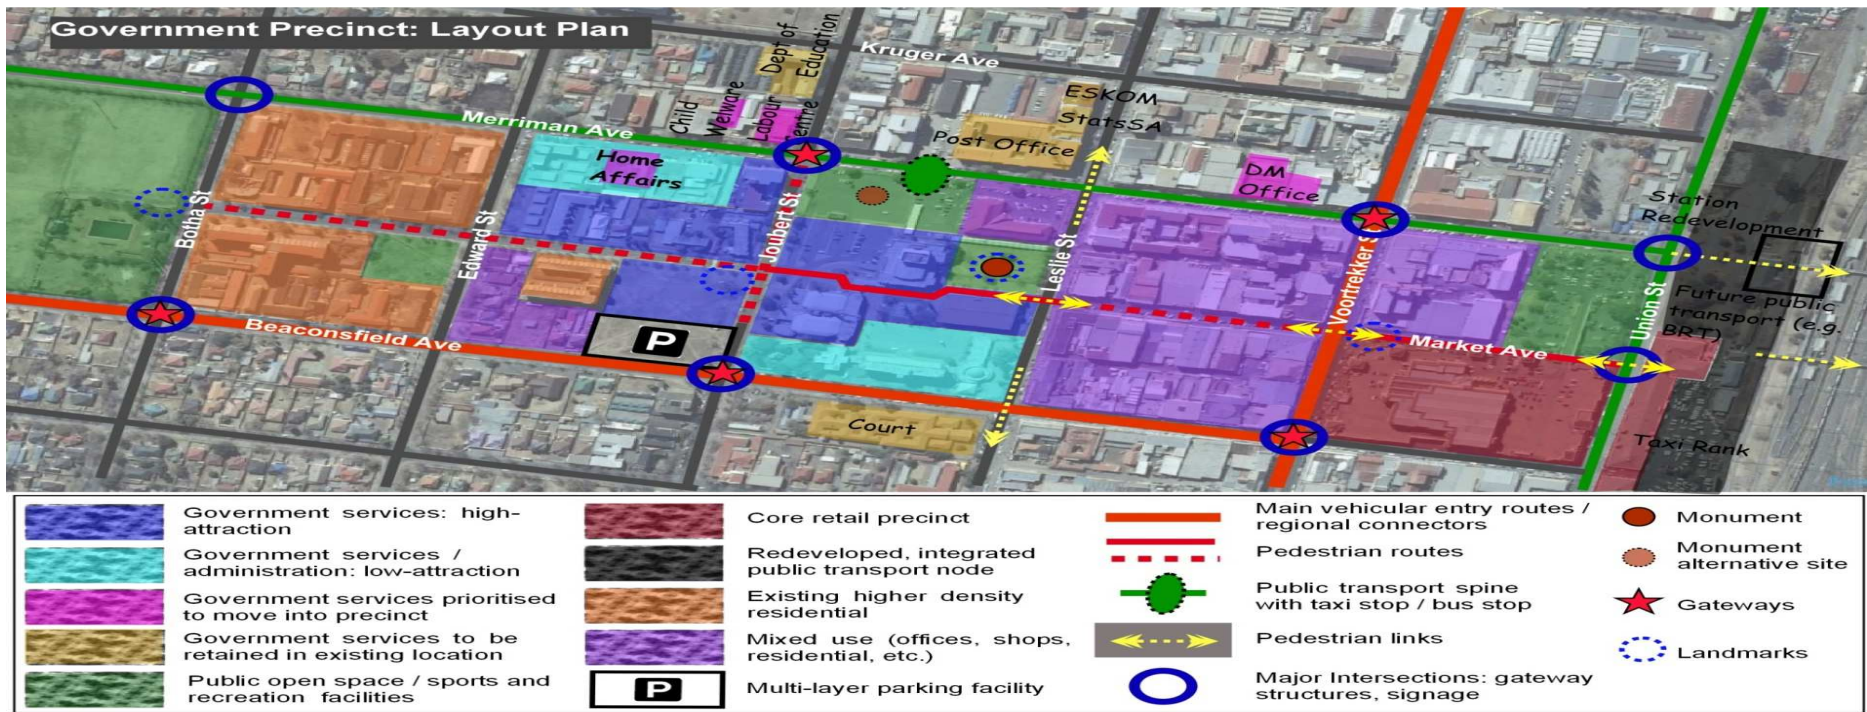 Government Precinct: Layout Plan
Kruger Ave
Dept of
Education
Child
Welware
Labour
Centre
Merriman Ave
ESKOM
StatsSA
Post Office
Home
Affairs
DM
Office
Station
Redevelopment
Botha St
Edward St
Joubert St
Leslie St
Voortrekker S
Union St
Future public
transport (e.g.
BRT)
Beaconsfield Ave
P
Market Ave
Court
Taxi Rank
Government services: high-
attraction
Government services /
administration: low-attraction
Government services prioritised
to move into precinct
Government services to be
retained in existing location
Public open space / sports and
recreation facilities
Core retail precinct
Redeveloped, integrated
public transport node
Existing higher density
residential
Mixed use (offices, shops,
residential, etc.)
P
Multi-layer parking facility
Main vehicular entry routes /
regional connectors
Pedestrian routes
Public transport spine
with taxi stop / bus stop
Pedestrian links
Major Intersections: gateway
structures, signage
Monument
Monument
alternative site
Gateways
Landmarks